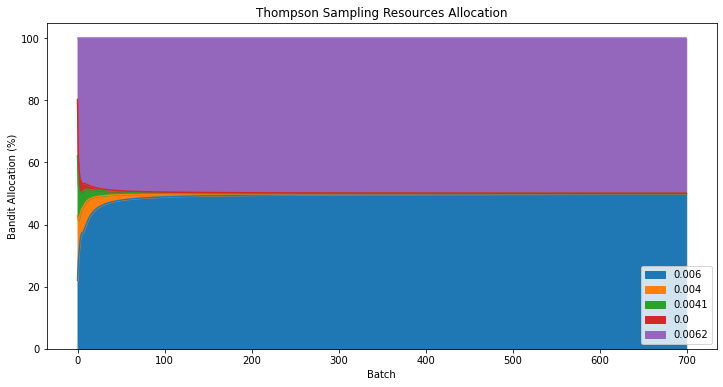 Thompson Sampling Resources Allocation
100
80
60
40
20
0
Bandit Allocation (%)
0.006
0.004
0.0041
0.0
0.0062
0 100 200 300 400 500 600 700
Batch